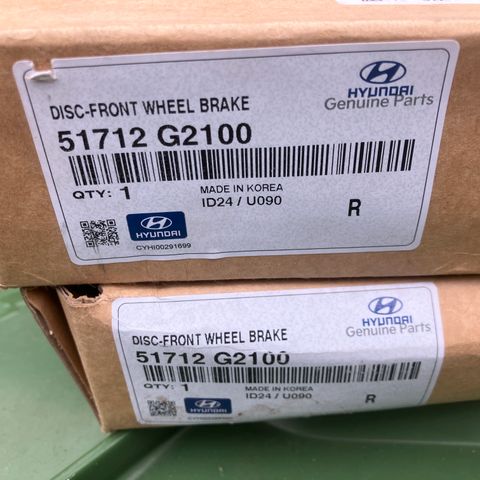 HYUNDAI
Genuine Parts
DISC-FRONT WHEEL BRAKE
51712 G2100
QTY: 1
MADE IN KOREA
ID24 / U090
R
HYUNDAI
CYHI00291699
HYUNDAI
Genuine Parts
DISC-FRONT WHEEL BRAKE
51712 G2100
QTY: 1
MADE IN KOREA
ID24 / U090
R
HYUNDAI